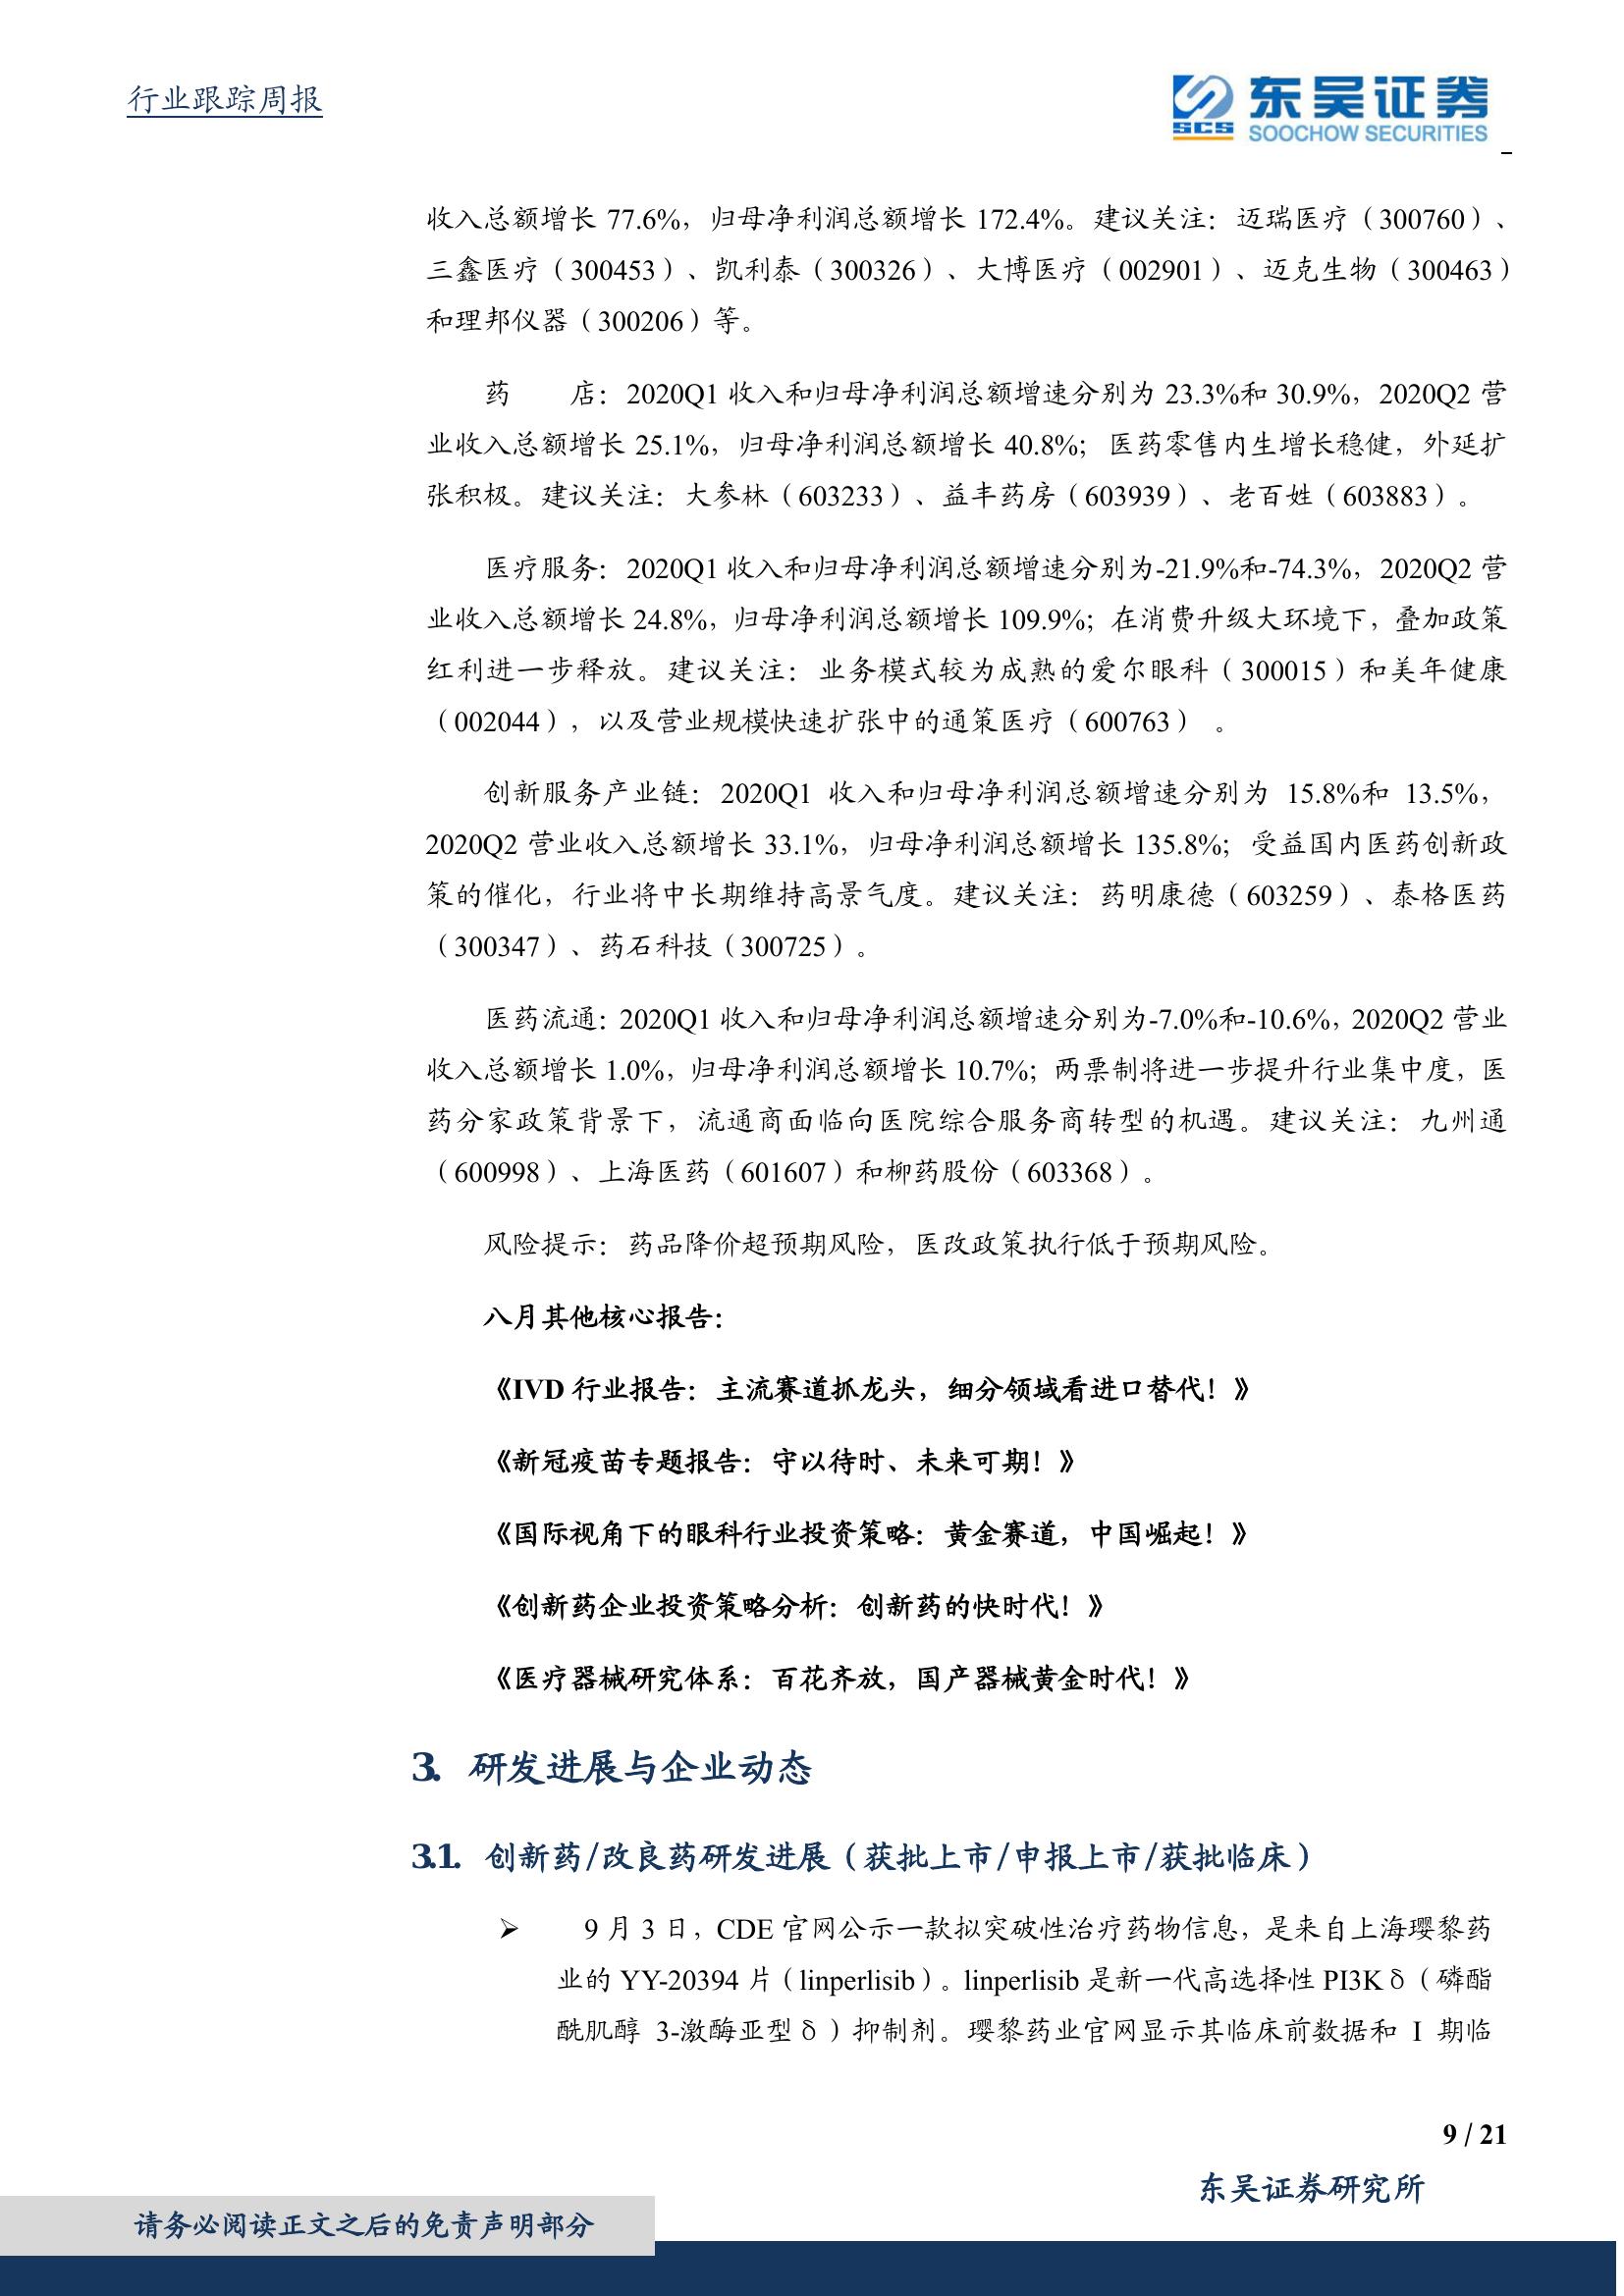 行业跟踪周报
SCS
东吴证券
SOOCHOW SECURITIES
收入总额增长 77.6%，归母净利润总额增长 172.4%。建议关注：迈瑞医疗（300760）、
三鑫医疗（300453）、凯利泰（300326）、大博医疗（002901）、迈克生物（300463）
和理邦仪器（300206）等。
药　　店：2020Q1 收入和归母净利润总额增速分别为 23.3%和 30.9%，2020Q2 营
业收入总额增长 25.1%，归母净利润总额增长 40.8%；医药零售内生增长稳健，外延扩
张积极。建议关注：大参林（603233）、益丰药房（603939）、老百姓（603883）。
医疗服务：2020Q1 收入和归母净利润总额增速分别为-21.9%和-74.3%，2020Q2 营
业收入总额增长 24.8%，归母净利润总额增长 109.9%；在消费升级大环境下，叠加政策
红利进一步释放。建议关注：业务模式较为成熟的爱尔眼科（300015）和美年健康
（002044），以及营业规模快速扩张中的通策医疗（600763） 。
创新服务产业链：2020Q1 收入和归母净利润总额增速分别为 15.8%和 13.5%，
2020Q2 营业收入总额增长 33.1%，归母净利润总额增长 135.8%；受益国内医药创新政
策的催化，行业将中长期维持高景气度。建议关注：药明康德（603259）、泰格医药
（300347）、药石科技（300725）。
医药流通：2020Q1 收入和归母净利润总额增速分别为-7.0%和-10.6%，2020Q2 营业
收入总额增长 1.0%，归母净利润总额增长 10.7%；两票制将进一步提升行业集中度，医
药分家政策背景下，流通商面临向医院综合服务商转型的机遇。建议关注：九州通
（600998）、上海医药（601607）和柳药股份（603368）。
风险提示：药品降价超预期风险，医改政策执行低于预期风险。
八月其他核心报告：
《IVD 行业报告：主流赛道抓龙头，细分领域看进口替代！》
《新冠疫苗专题报告：守以待时、未来可期！》
《国际视角下的眼科行业投资策略：黄金赛道，中国崛起！》
《创新药企业投资策略分析：创新药的快时代！》
《医疗器械研究体系：百花齐放，国产器械黄金时代！》
3. 研发进展与企业动态
3.1. 创新药/改良药研发进展（获批上市/申报上市/获批临床）
➢ 9 月 3 日，CDE 官网公示一款拟突破性治疗药物信息，是来自上海璎黎药
业的 YY-20394 片（linperlisib）。linperlisib 是新一代高选择性 PI3Kδ（磷酯
酰肌醇 3-激酶亚型δ）抑制剂。璎黎药业官网显示其临床前数据和 I 期临
9 / 21
东吴证券研究所
请务必阅读正文之后的免责声明部分